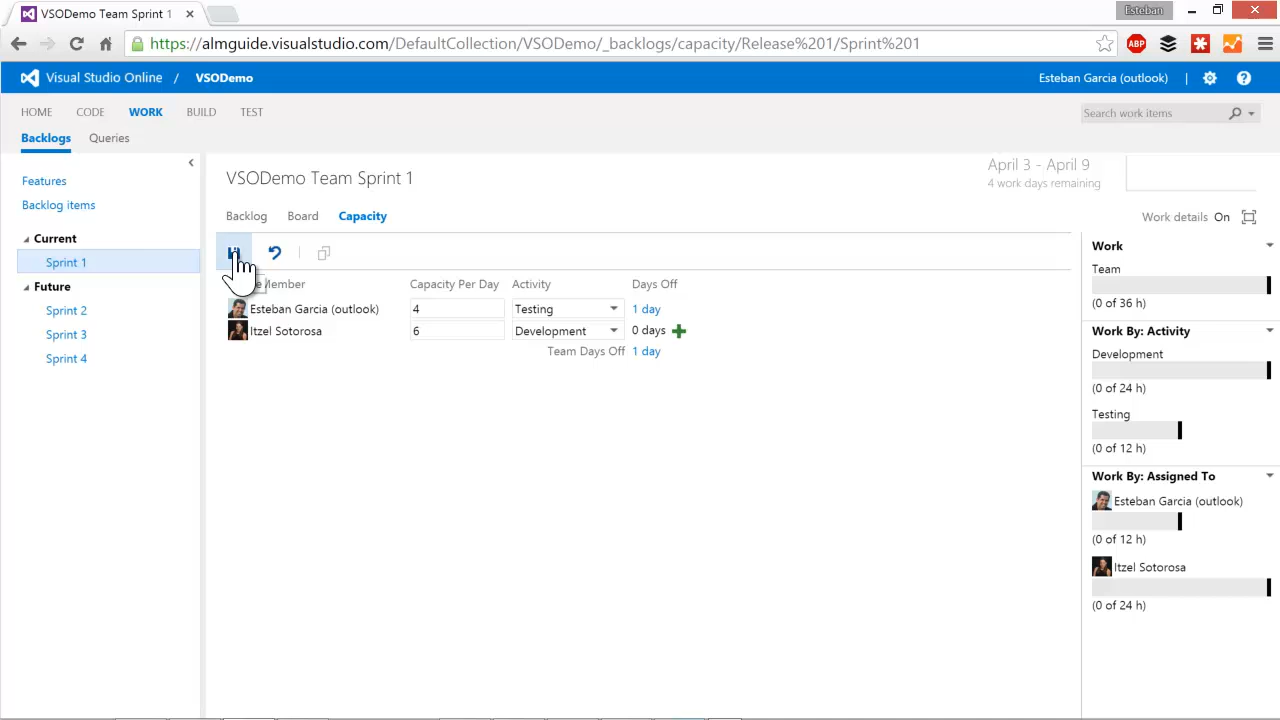 VSODemo Team Sprint 1
Esteban
https://almguide.visualstudio.com/DefaultCollection/VSODemo/_backlogs/capacity/Release%201/Sprint%201
ABP
Visual Studio Online / VSODemo
Esteban Garcia (outlook)
HOME CODE WORK BUILD TEST
Search work items
Backlogs Queries
Features
Backlog items
Current
Sprint 1
Future
Sprint 2
Sprint 3
Sprint 4
VSODemo Team Sprint 1
April 3 - April 9
4 work days remaining
Backlog Board Capacity
Work details On
Member Capacity Per Day Activity Days Off
Esteban Garcia (outlook) 4 Testing 1 day
Itzel Sotorosa 6 Development 0 days
Team Days Off 1 day
Work
Team
(0 of 36 h)
Work By: Activity
Development
(0 of 24 h)
Testing
(0 of 12 h)
Work By: Assigned To
Esteban Garcia (outlook)
(0 of 12 h)
Itzel Sotorosa
(0 of 24 h)